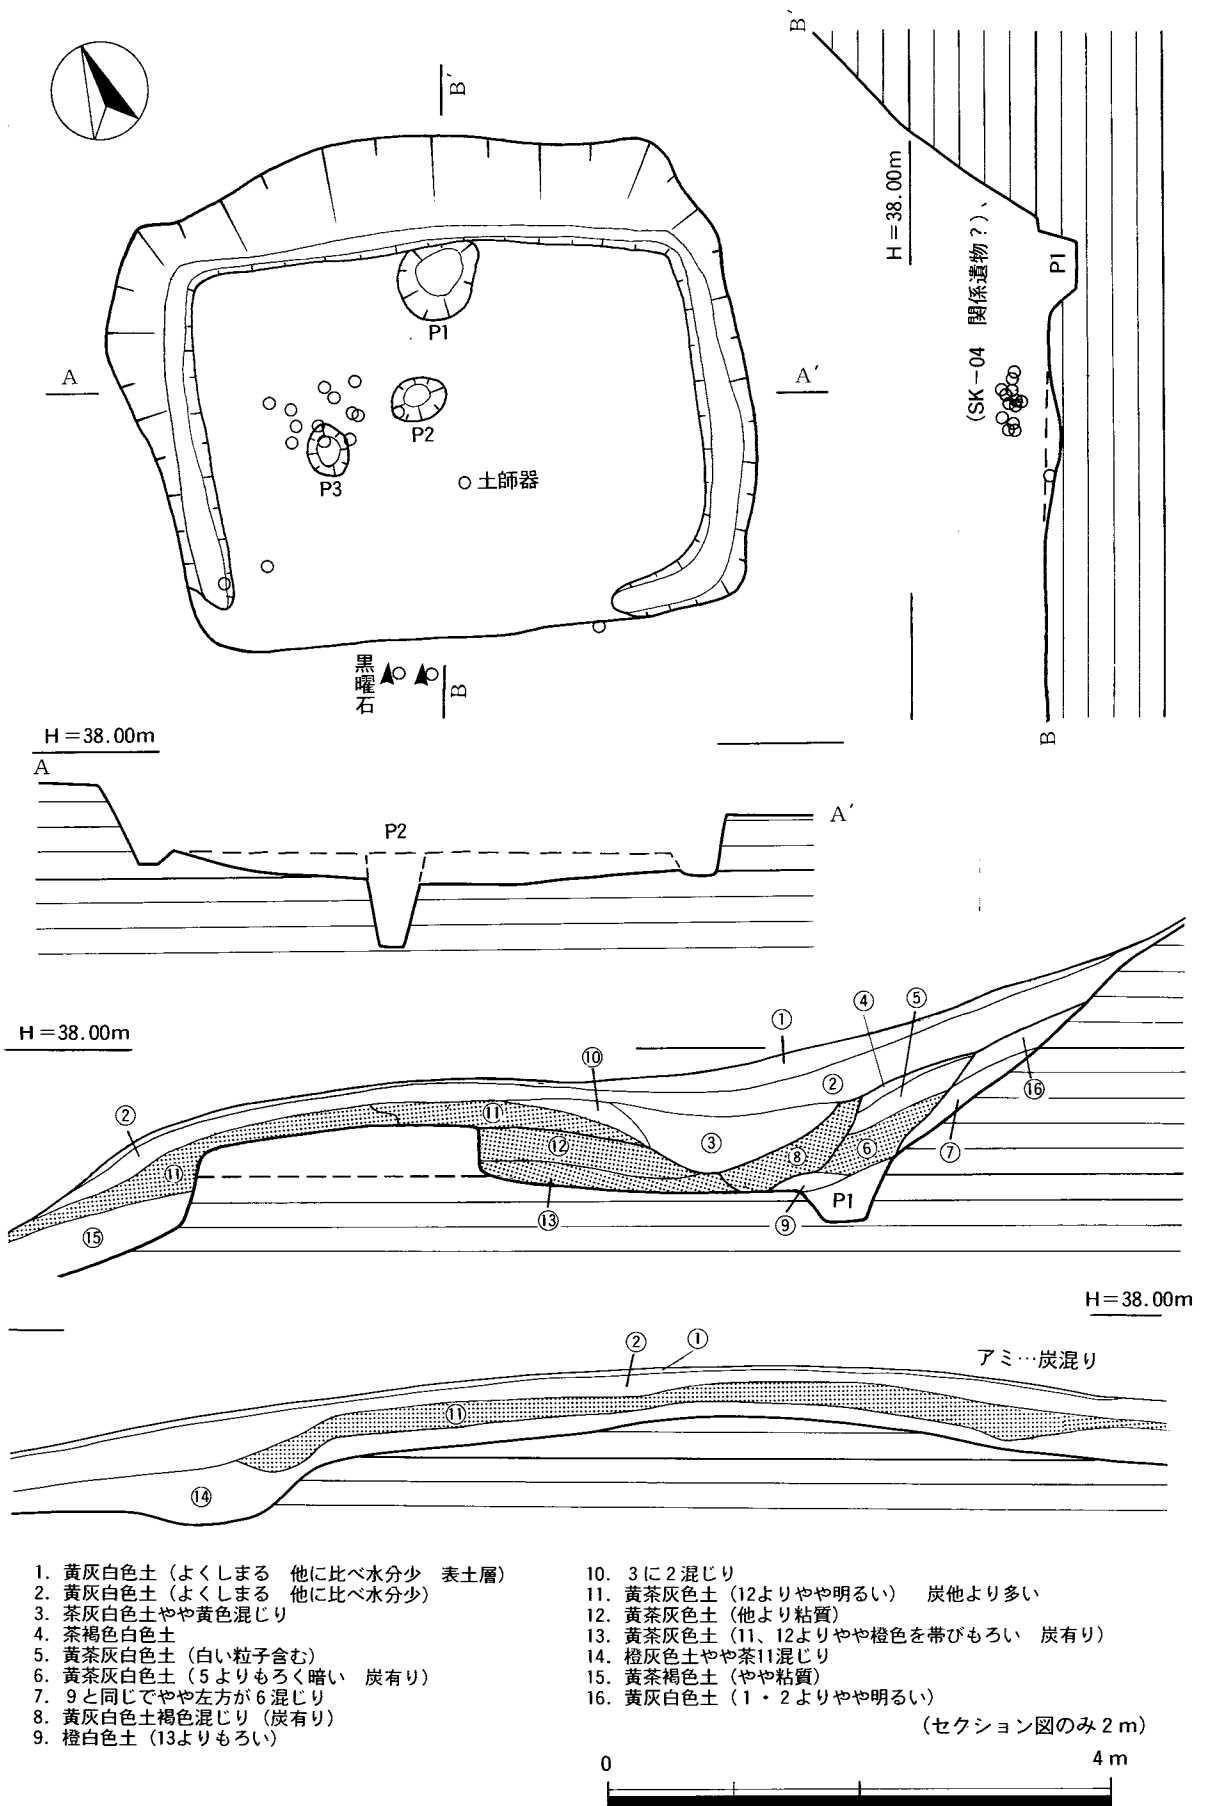 B´
B´
H=38.00m
P1
(SK-04 関係遺物?)、
P1
A
A´
P2
P3
土師器
黒曜石
B
B
H=38.00m
A
P2
A´
H=38.00m
①
④
⑤
⑩
②
⑯
②
⑪
⑫
③
⑧
⑥
⑦
⑪
⑬
⑨
P1
⑮
H=38.00m
②
①
アミ…炭混り
⑪
⑭
1. 黄灰白色土(よくしまる 他に比べ水分少 表土層)
2. 黄灰白色土(よくしまる 他に比べ水分少)
3. 茶灰白色土やや黄色混じり
4. 茶褐色白色土
5. 黄茶灰白色土(白い粒子含む)
6. 黄茶灰白色土(5よりもろく暗い 炭有り)
7. 9と同じでやや左方が6混じり
8. 黄灰白色土褐色混じり(炭有り)
9. 橙白色土(13よりもろい)
10. 3に2混じり
11. 黄茶灰色土(12よりやや明るい) 炭他より多い
12. 黄茶灰色土(他より粘質)
13. 黄茶灰色土(11、12よりやや橙色を帯びもろい 炭有り)
14. 橙灰色土やや茶11混じり
15. 黄茶褐色土(やや粘質)
16. 黄灰白色土(1・2よりやや明るい)
(セクション図のみ2m)
0 4m